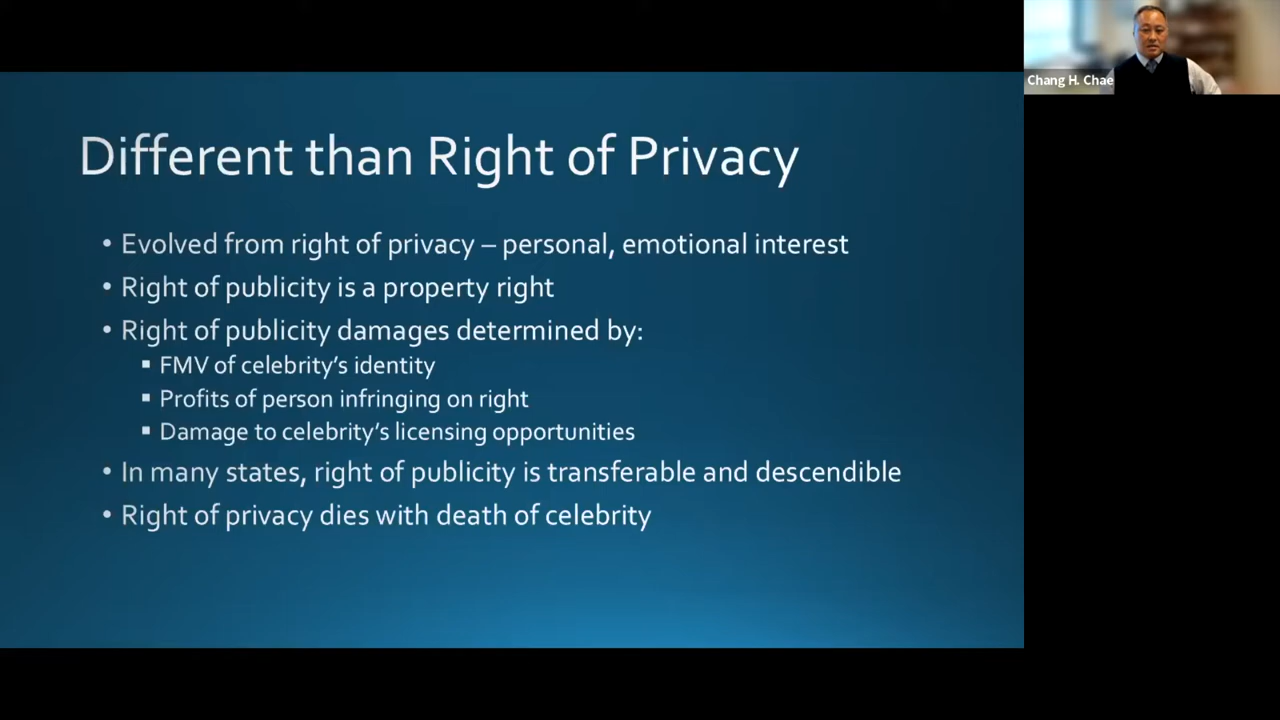 Different than Right of Privacy
• Evolved from right of privacy – personal, emotional interest
• Right of publicity is a property right
• Right of publicity damages determined by:
▪ FMV of celebrity's identity
▪ Profits of person infringing on right
▪ Damage to celebrity's licensing opportunities
• In many states, right of publicity is transferable and descendible
• Right of privacy dies with death of celebrity
Chang H. Chae